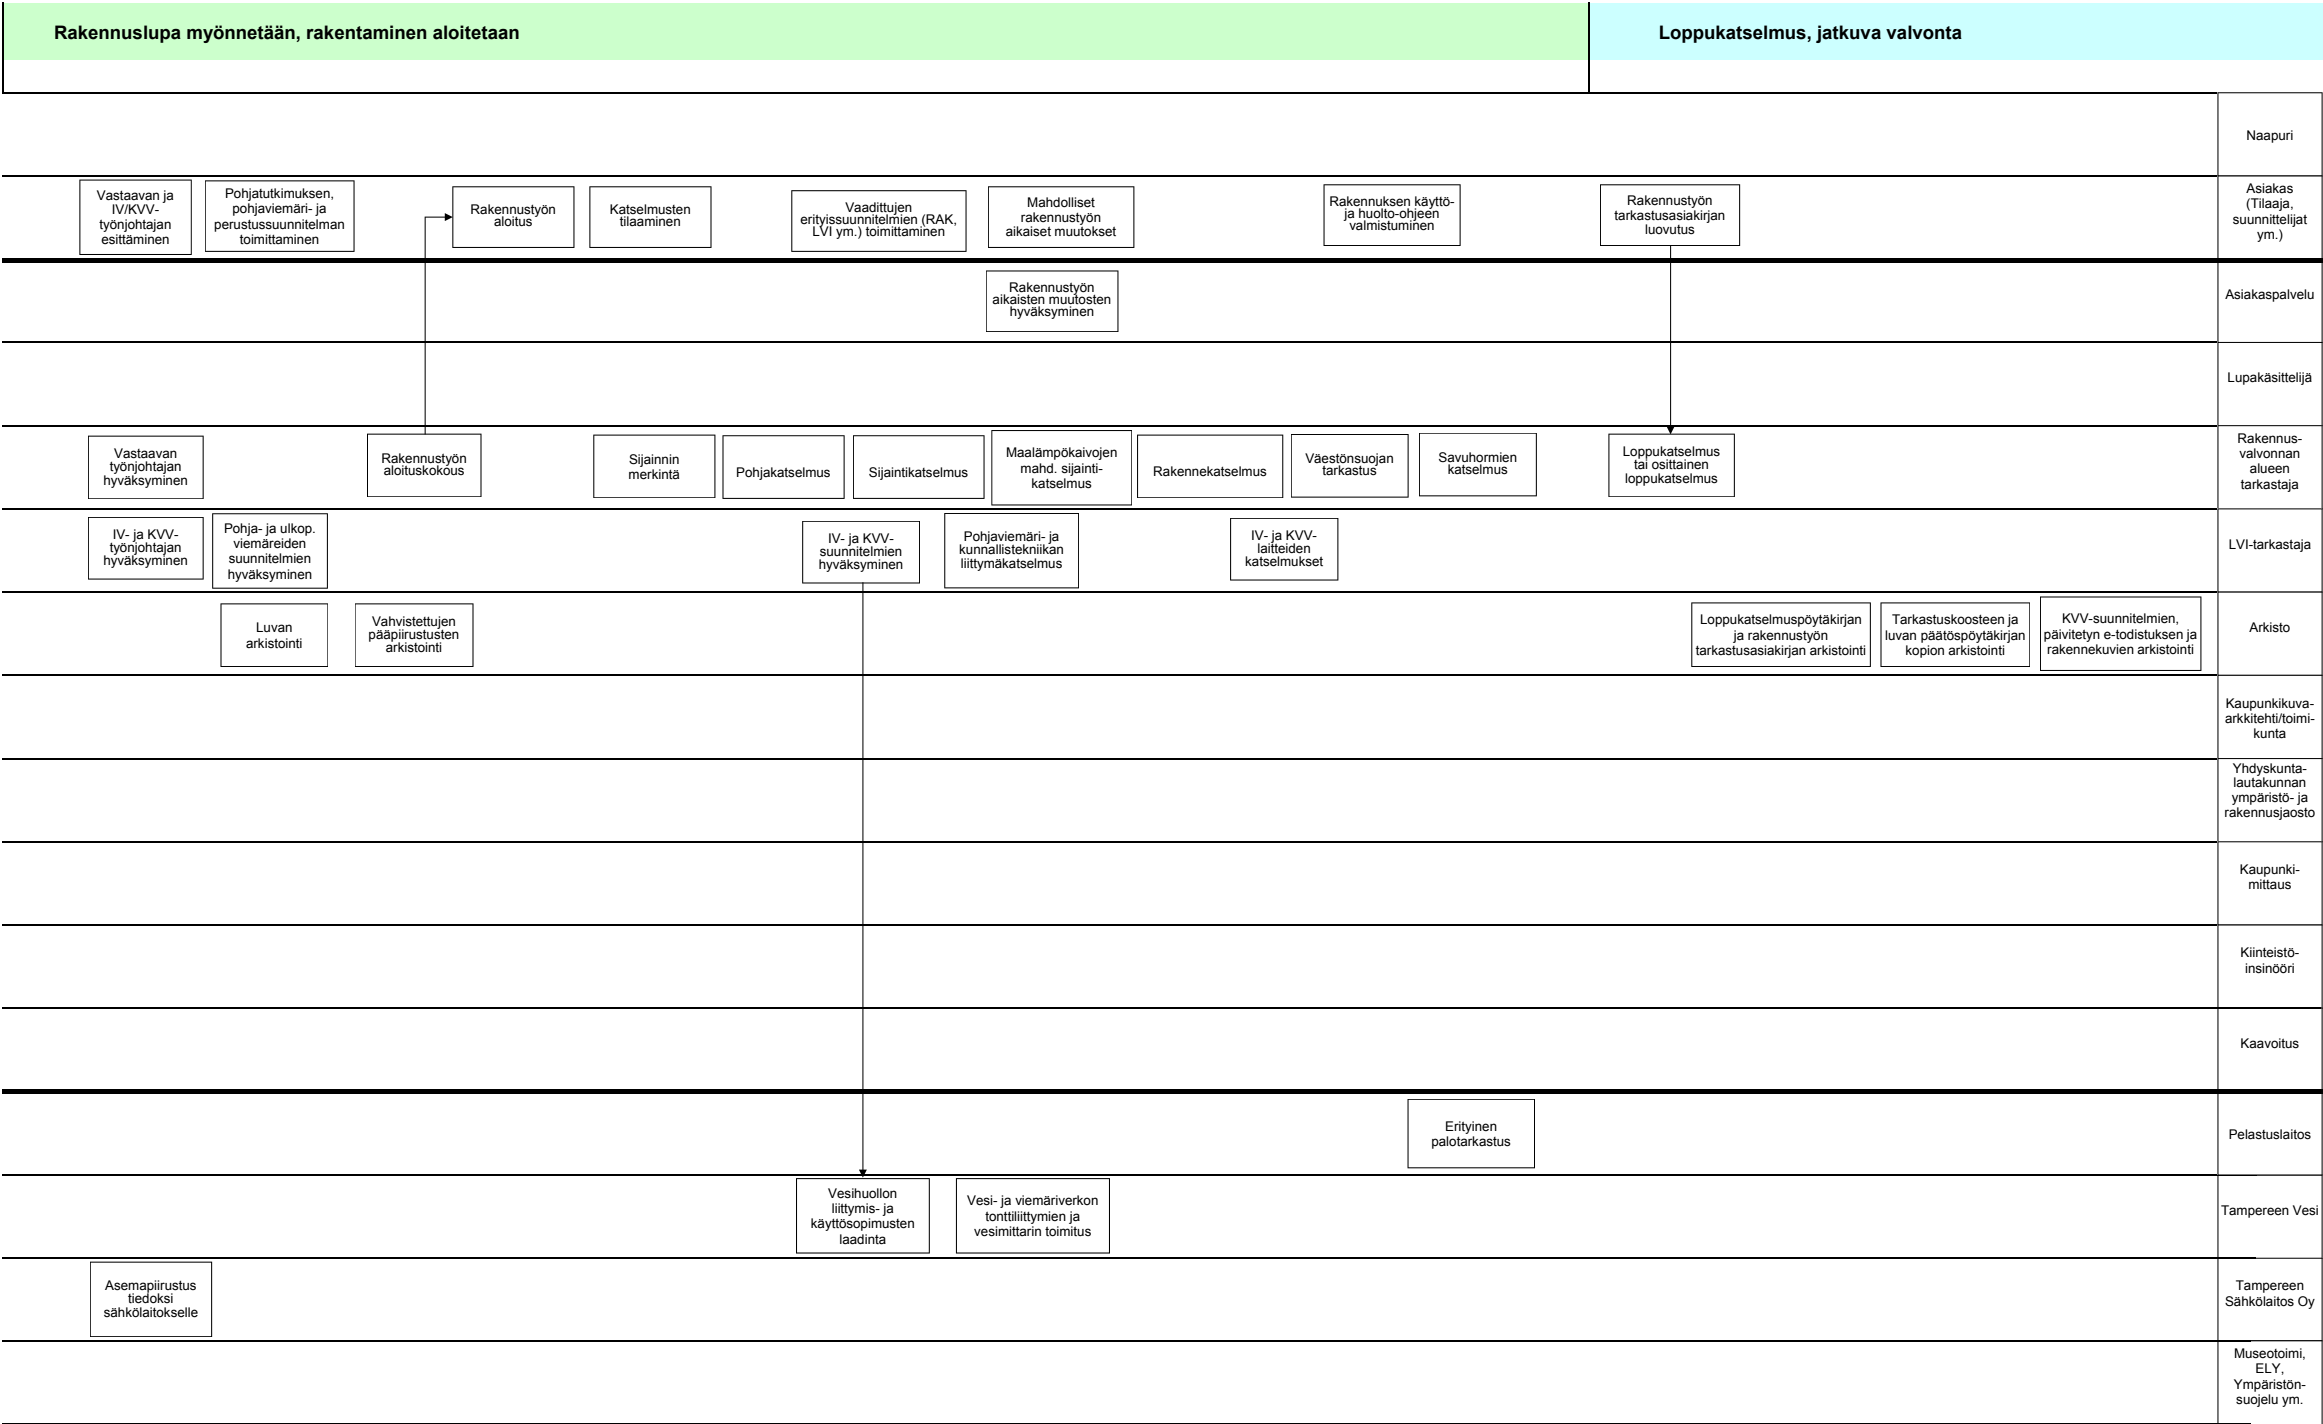 Rakennuslupa myönnetään, rakentaminen aloitetaan
Loppukatselmus, jatkuva valvonta
Naapuri
Vastaavan ja
IV/KVV-
työnjohtajan
esittäminen
Pohjatutkimuksen,
pohjaviemäri- ja
perustussuunnitelman
toimittaminen
Rakennustyön
aloitus
Katselmusten
tilaaminen
Vaadittujen
erityissuunnitelmien (RAK,
LVI ym.) toimittaminen
Mahdolliset
rakennustyön
aikaiset muutokset
Rakennuksen käyttö-
ja huolto-ohjeen
valmistuminen
Rakennustyön
tarkastusasiakirjan
luovutus
Asiakas
(Tilaaja,
suunnittelijat
ym.)
Rakennustyön
aikaisten muutosten
hyväksyminen
Asiakaspalvelu
Lupakäsittelijä
Vastaavan
työnjohtajan
hyväksyminen
Rakennustyön
aloituskokous
Sijainnin
merkintä
Pohjakatselmus
Sijaintikatselmus
Maalämpökaivojen
mahd. sijainti-
katselmus
Rakennekatselmus
Väestönsuojan
tarkastus
Savuhormien
katselmus
Loppukatselmus
tai osittainen
loppukatselmus
Rakennus-
valvonnan
alueen
tarkastaja
IV- ja KVV-
työnjohtajan
hyväksyminen
Pohja- ja ulkop.
viemäreiden
suunnitelmien
hyväksyminen
IV- ja KVV-
suunnitelmien
hyväksyminen
Pohjaviemäri- ja
kunnallistekniikan
liittymäkatselmus
IV- ja KVV-
laitteiden
katselmukset
LVI-tarkastaja
Luvan
arkistointi
Vahvistettujen
pääpiirustusten
arkistointi
Loppukatselmuspöytäkirjan
ja rakennustyön
tarkastusasiakirjan arkistointi
Tarkastuskoosteen ja
luvan päätöspöytäkirjan
kopion arkistointi
KVV-suunnitelmien,
päivitetyn e-todistuksen ja
rakennekuvien arkistointi
Arkisto
Kaupunkikuva-
arkkitehti/toimi-
kunta
Yhdyskunta-
lautakunnan
ympäristö- ja
rakennusjaosto
Kaupunki-
mittaus
Kiinteistö-
insinööri
Kaavoitus
Erityinen
palotarkastus
Pelastuslaitos
Vesihuollon
liittymis- ja
käyttösopimusten
laadinta
Vesi- ja viemäriverkon
tonttiliittymien ja
vesimittarin toimitus
Tampereen Vesi
Asemapiirustus
tiedoksi
sähkölaitokselle
Tampereen
Sähkölaitos Oy
Museotoimi,
ELY,
Ympäristön-
suojelu ym.